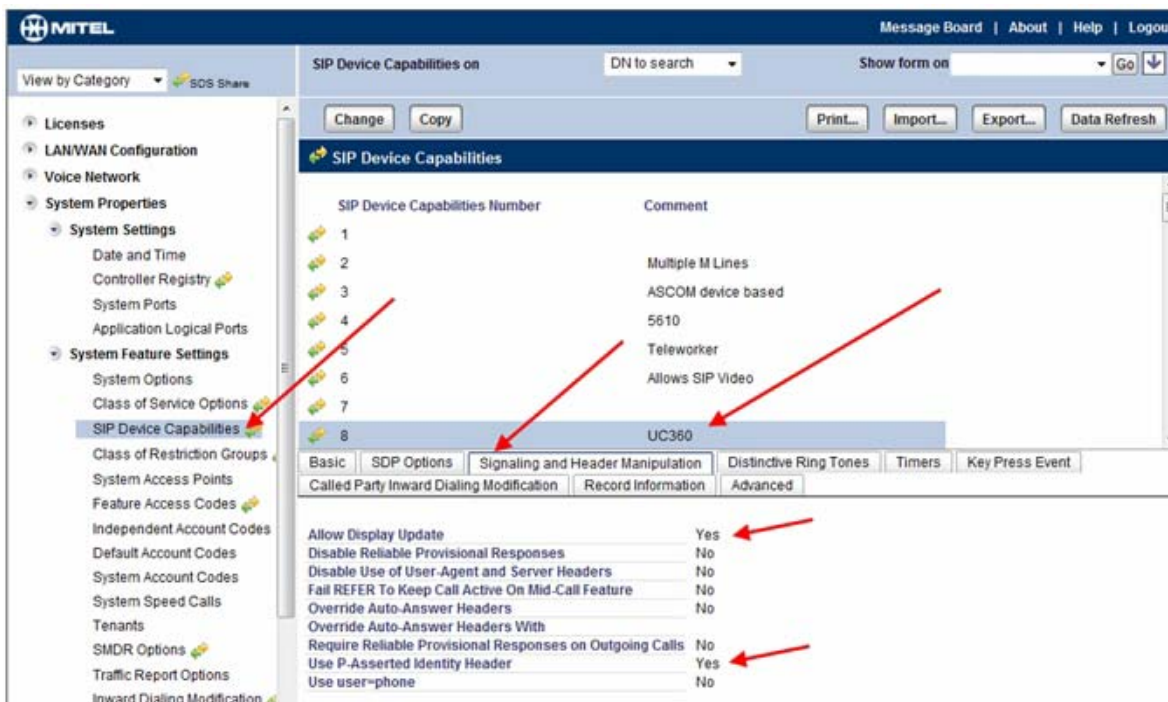 MITEL
Message Board | About | Help | Logou
View by Category SDS Share
SIP Device Capabilities on DN to search Show form on Go
Licenses
LAN/WAN Configuration
Voice Network
System Properties
System Settings
Date and Time
Controller Registry
System Ports
Application Logical Ports
System Feature Settings
System Options
Class of Service Options
SIP Device Capabilities
Class of Restriction Groups
System Access Points
Feature Access Codes
Independent Account Codes
Default Account Codes
System Account Codes
System Speed Calls
Tenants
SMDR Options
Traffic Report Options
Inward Dialing Modification
Change Copy Print... Import... Export... Data Refresh
SIP Device Capabilities
SIP Device Capabilities Number Comment
1
2 Multiple M Lines
3 ASCOM device based
4 5610
5 Teleworker
6 Allows SIP Video
7
8 UC360
Basic SDP Options Signaling and Header Manipulation Distinctive Ring Tones Timers Key Press Event
Called Party Inward Dialing Modification Record Information Advanced
Allow Display Update Yes
Disable Reliable Provisional Responses No
Disable Use of User-Agent and Server Headers No
Fail REFER To Keep Call Active On Mid-Call Feature No
Override Auto-Answer Headers No
Override Auto-Answer Headers With
Require Reliable Provisional Responses on Outgoing Calls No
Use P-Asserted Identity Header Yes
Use user=phone No